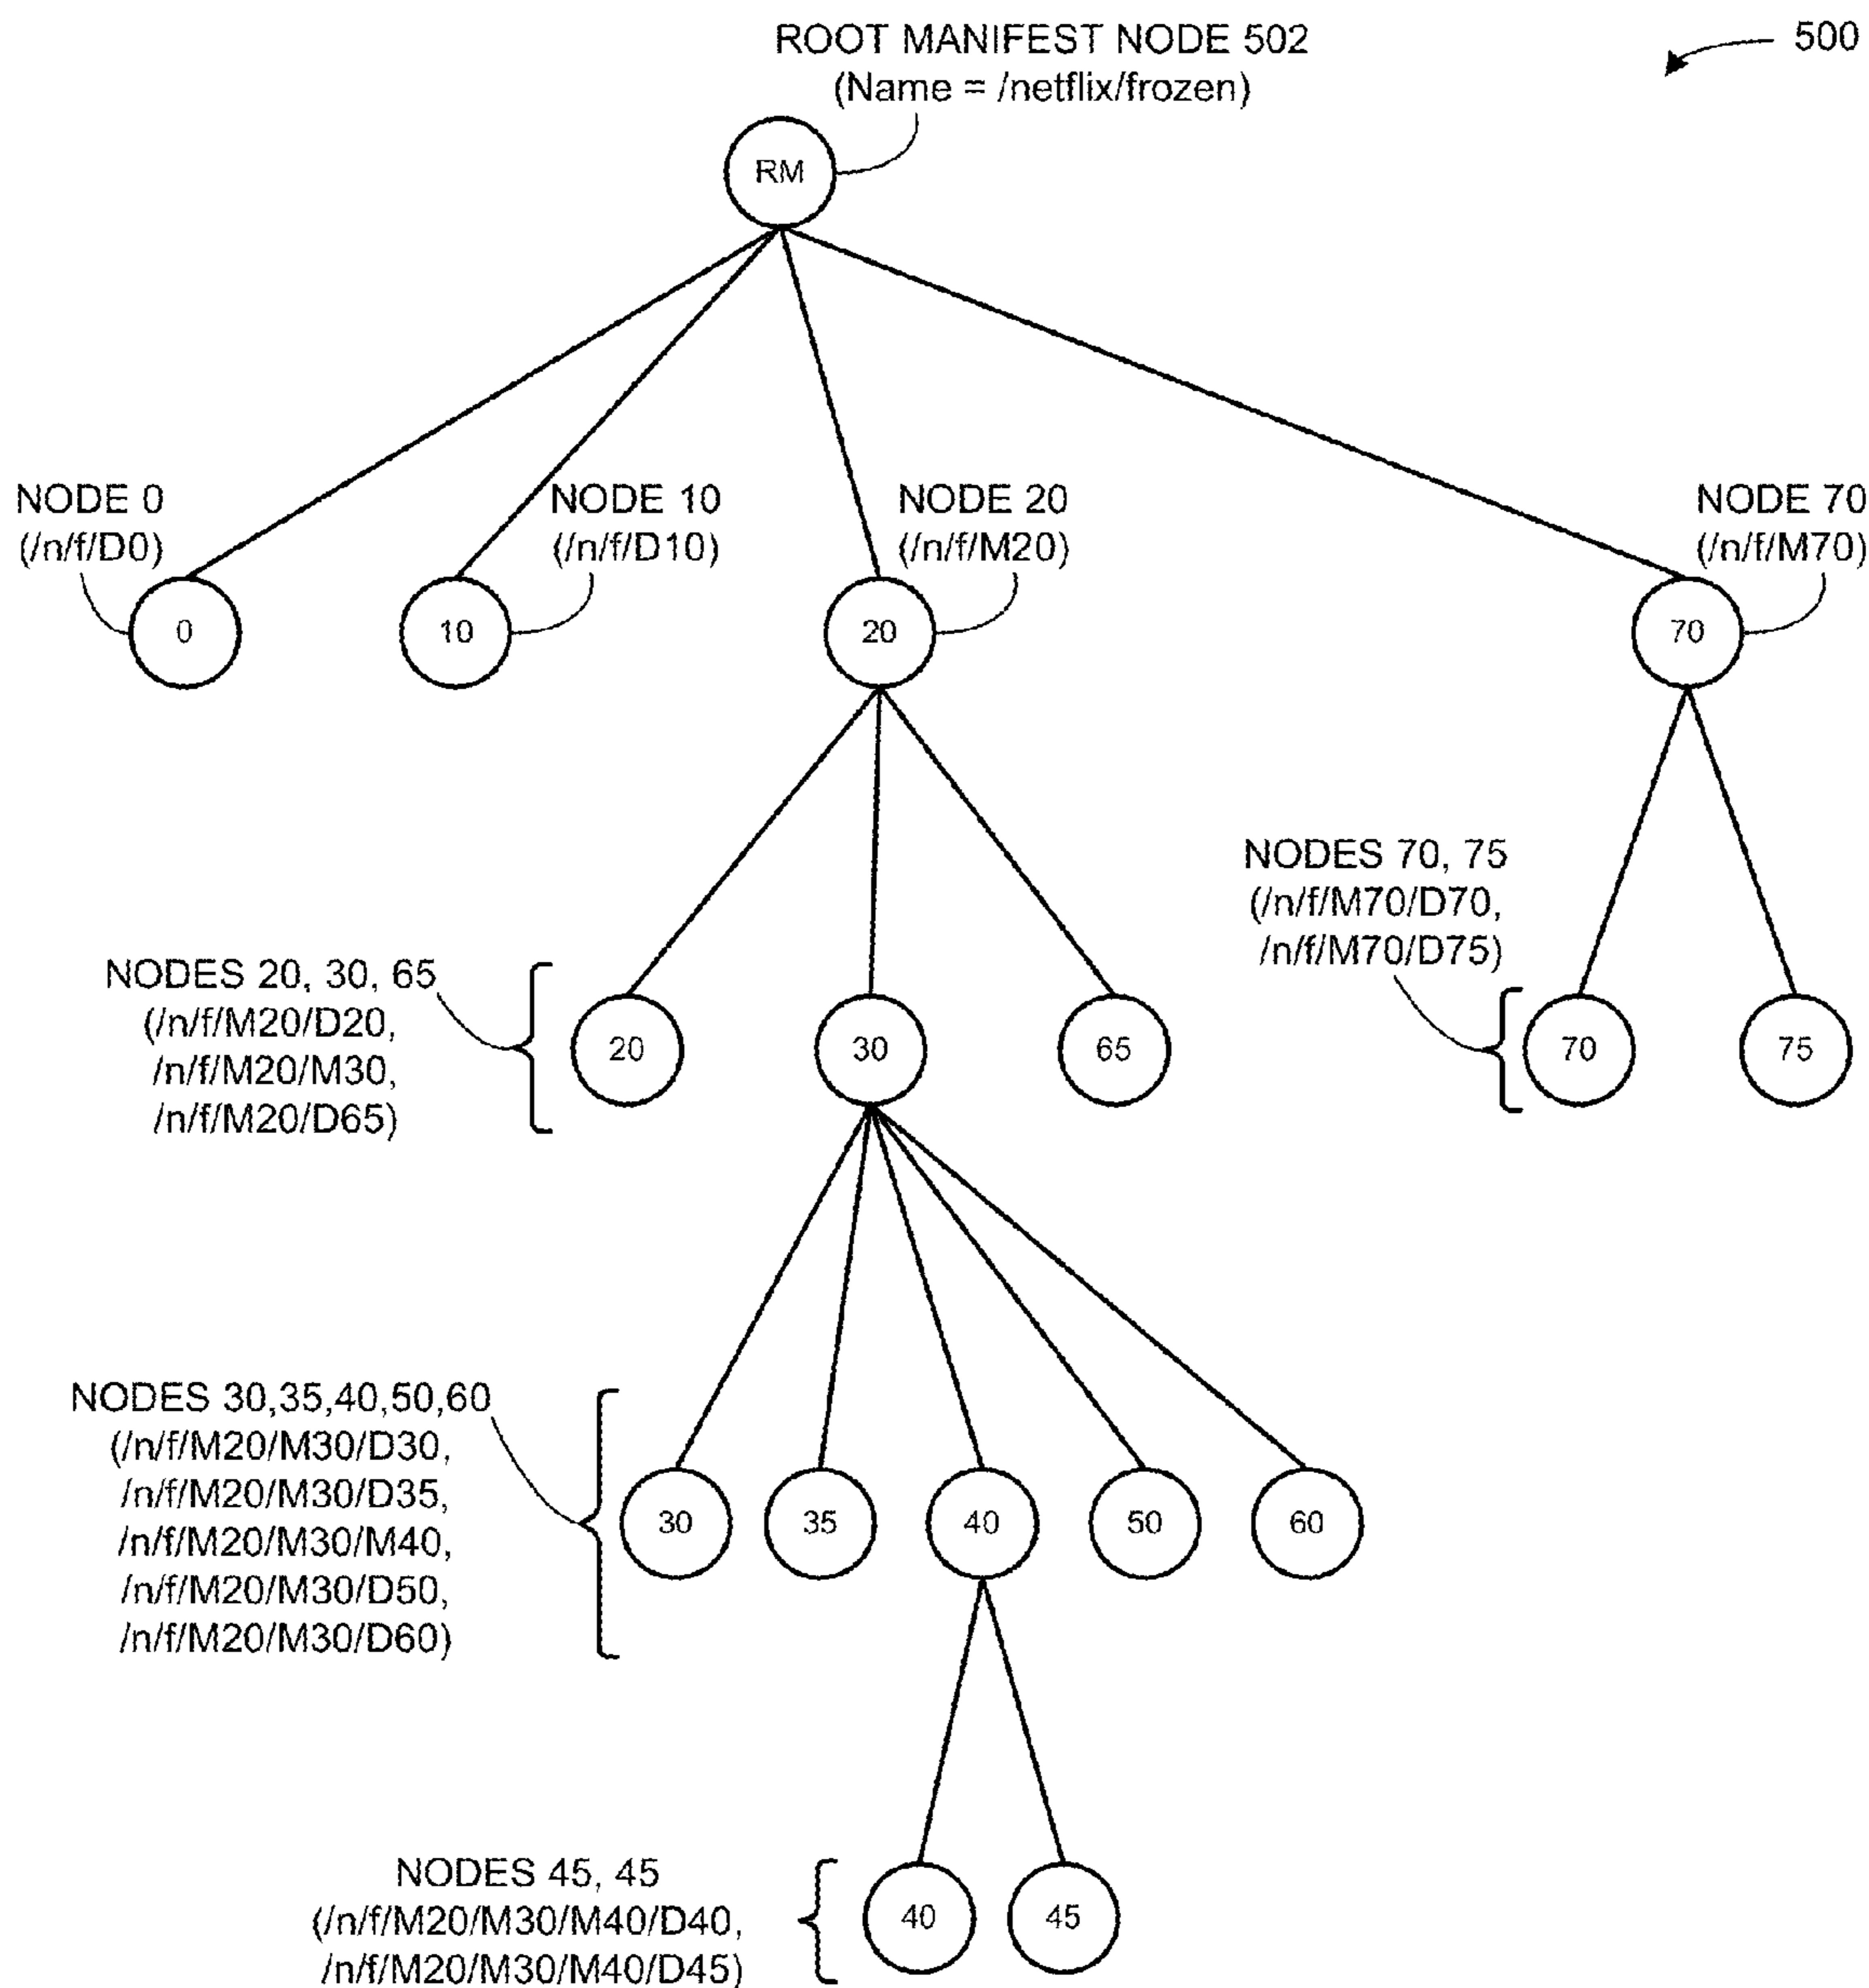 ROOT MANIFEST NODE 502
(Name = /netflix/frozen)
500
RM
NODE 0
(/n/f/D0)
NODE 10
(/n/f/D10)
NODE 20
(/n/f/M20)
NODE 70
(/n/f/M70)
0
10
20
70
NODES 70, 75
(/n/f/M70/D70,
/n/f/M70/D75)
NODES 20, 30, 65
(/n/f/M20/D20,
/n/f/M20/M30,
/n/f/M20/D65)
20
30
65
70
75
NODES 30,35,40,50,60
(/n/f/M20/M30/D30,
/n/f/M20/M30/D35,
/n/f/M20/M30/M40,
/n/f/M20/M30/D50,
/n/f/M20/M30/D60)
30
35
40
50
60
NODES 45, 45
(/n/f/M20/M30/M40/D40,
/n/f/M20/M30/M40/D45)
40
45